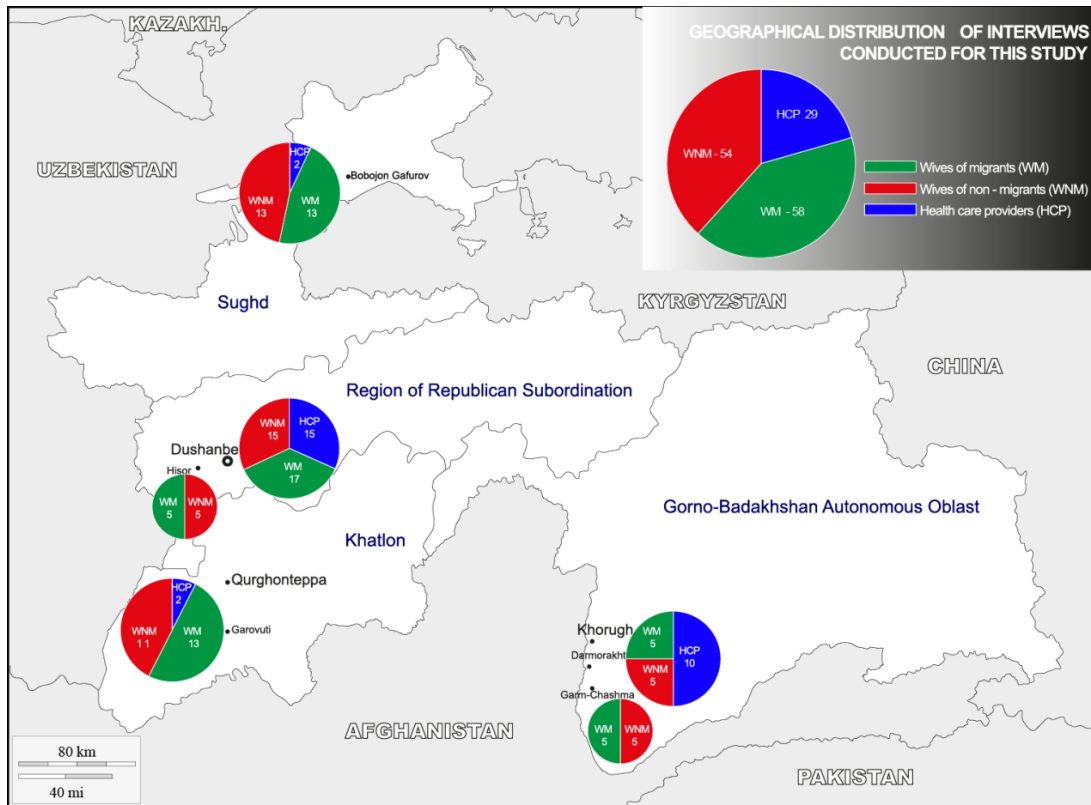 KAZAKH.
GEOGRAPHICAL DISTRIBUTION OF INTERVIEWS
CONDUCTED FOR THIS STUDY
HCP 29
WNM - 54
WM - 58
Wives of migrants (WM)
Wives of non - migrants (WNM)
Health care providers (HCP)
UZBEKISTAN
HCP
2
WNM
13
WM
13
Bobojon Gafurov
Sughd
KYRGYZSTAN
CHINA
Region of Republican Subordination
WNM
15
HCP
15
WM
17
Dushanbe
Hisor
WM
5
WNM
5
Khatlon
Gorno-Badakhshan Autonomous Oblast
Qurghonteppa
HCP
2
WNM
1 1
WM
13
Garovuti
Khorugh
Darmorakht
Garm-Chashma
WM
5
HCP
10
WNM
5
WM
5
WNM
5
AFGHANISTAN
PAKISTAN
80 km
40 mi